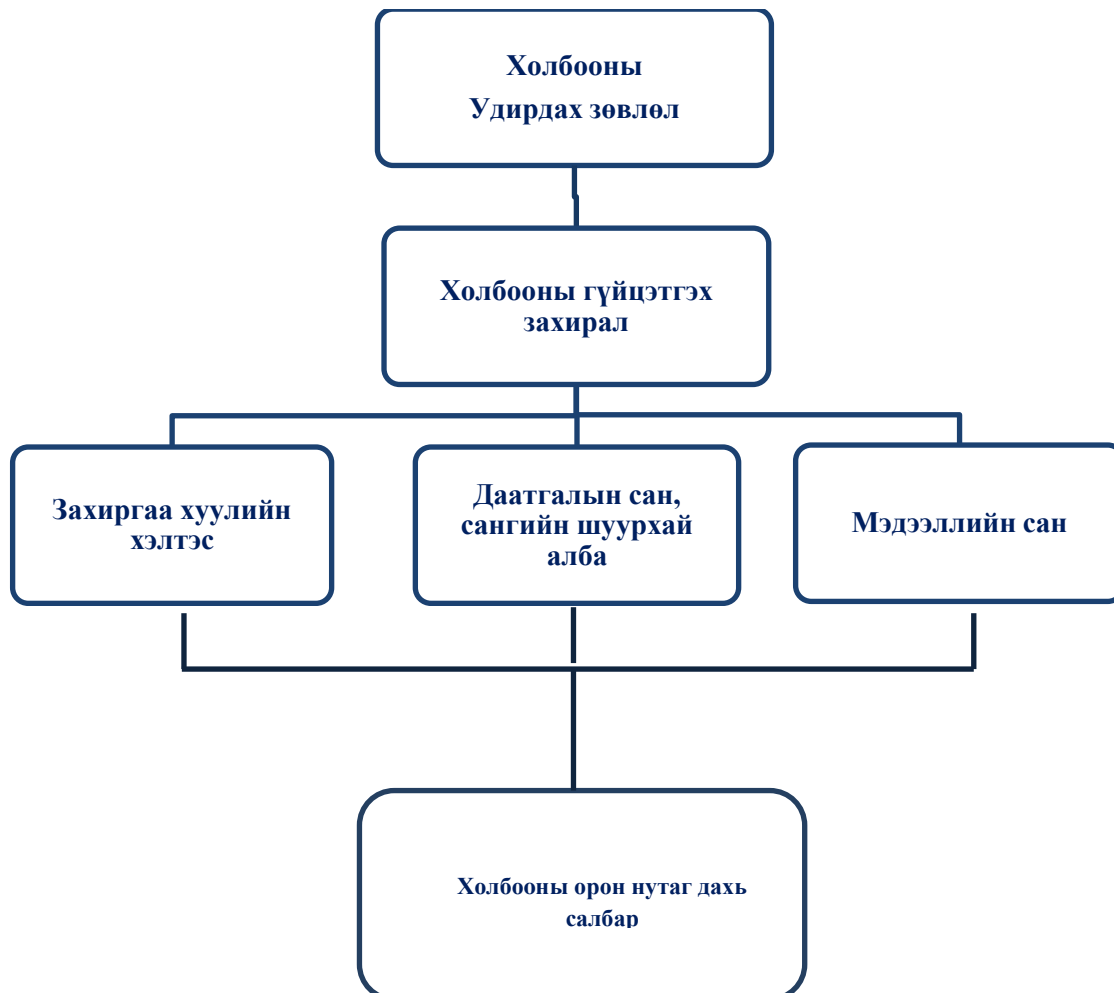 Холбооны
Удирдах зөвлөл
Холбооны гүйцэтгэх
захирал
Захиргаа хуулийн
хэлтэс
Даатгалын сан,
сангийн шуурхай
алба
Мэдээллийн сан
Холбооны орон нутаг дахь
салбар